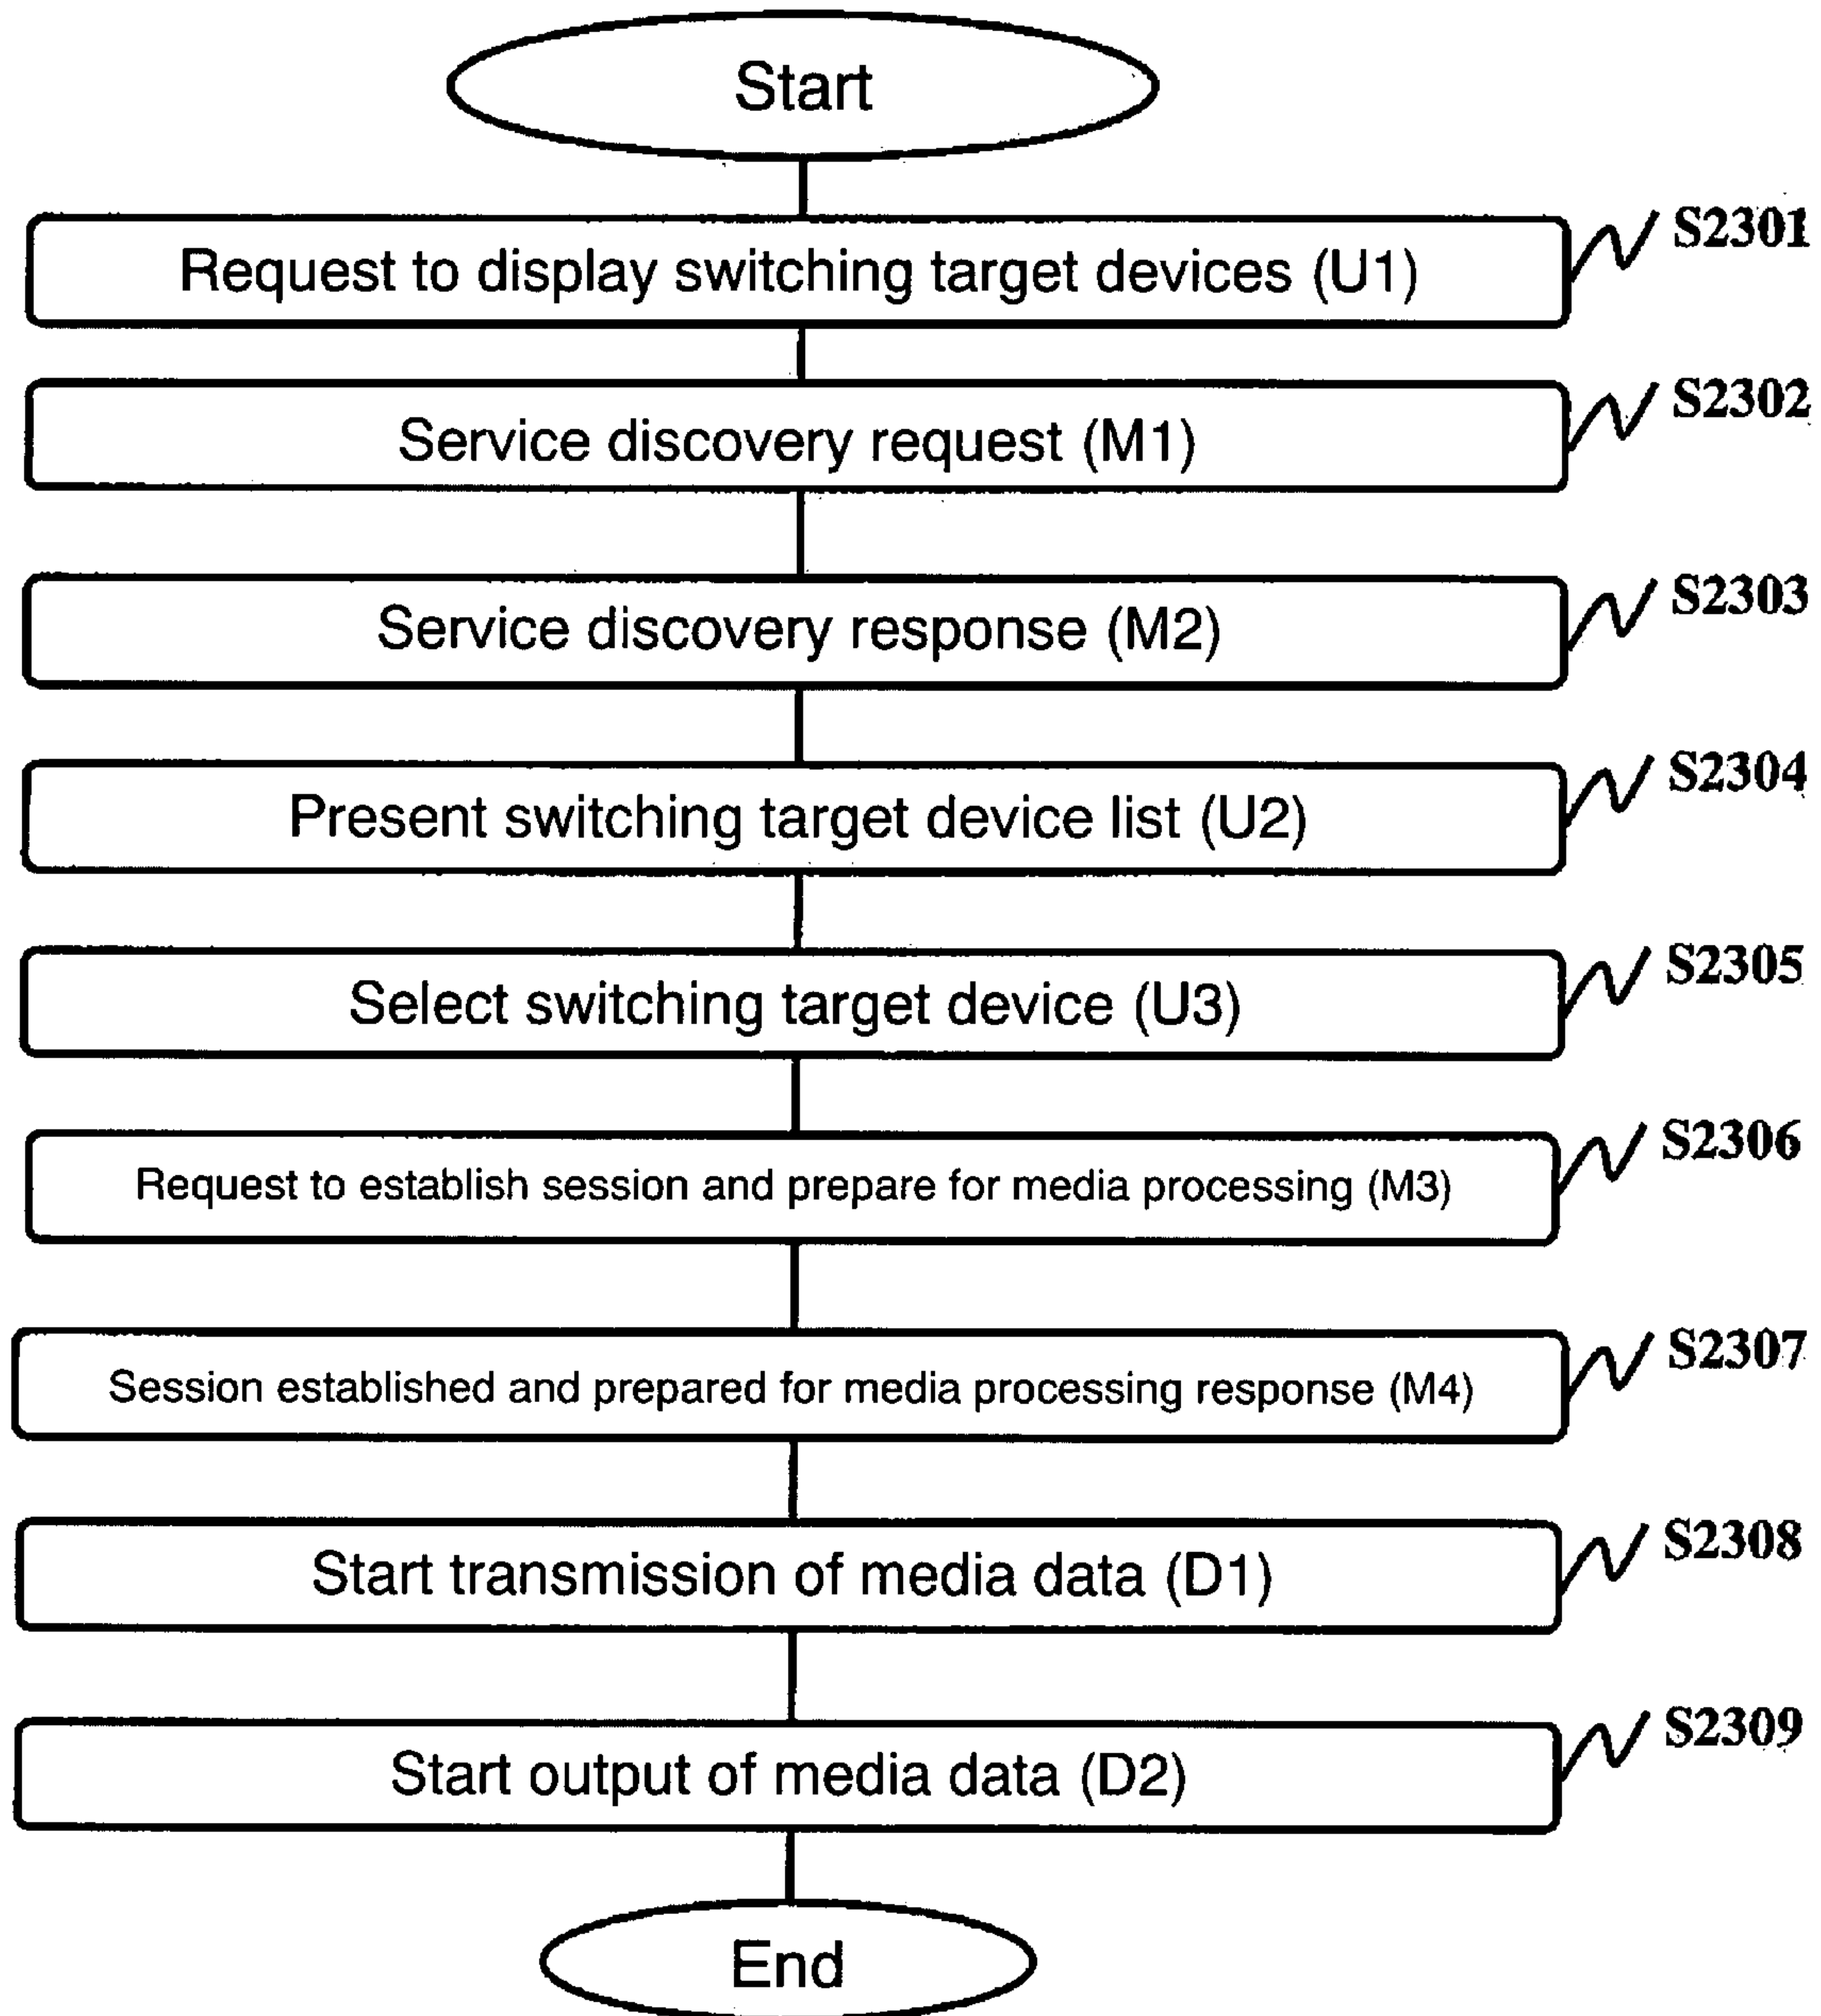 Start
Request to display switching target devices (U1)
S2301
Service discovery request (M1)
S2302
Service discovery response (M2)
S2303
Present switching target device list (U2)
S2304
Select switching target device (U3)
S2305
Request to establish session and prepare for media processing (M3)
S2306
Session established and prepared for media processing response (M4)
S2307
Start transmission of media data (D1)
S2308
Start output of media data (D2)
S2309
End